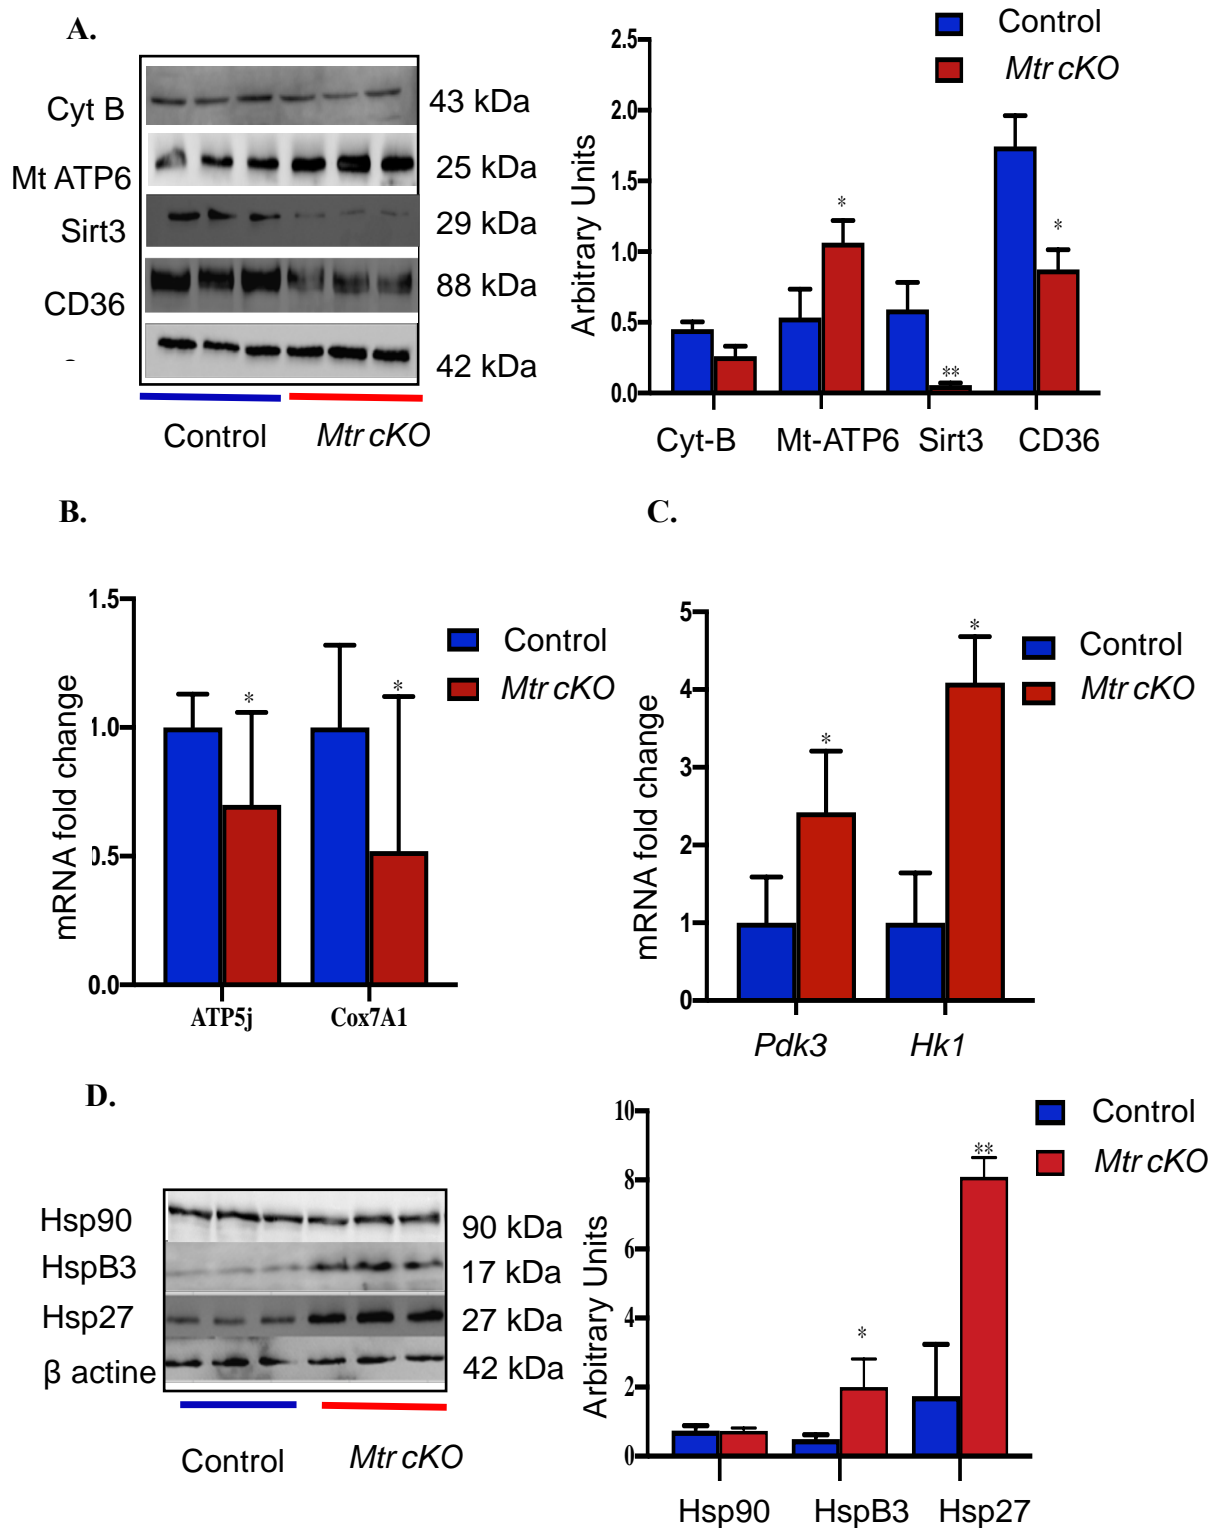 A.
Cyt B
Mt ATP6
Sirt3
CD36
43 kDa
25 kDa
29 kDa
88 kDa
42 kDa
Control
Mtr cKO
Control
Mtr cKO
Arbitrary Units
2.5
2.0
1.5
1.0
0.5
0.0
*
**
*
Cyt-B Mt-ATP6 Sirt3 CD36
B.
mRNA fold change
1.5
1.0
0.5
0.0
*
*
ATP5j Cox7A1
Control
Mtr cKO
C.
mRNA fold change
5
4
3
2
1
0
*
*
Pdk3 Hk1
Control
Mtr cKO
D.
Hsp90
HspB3
Hsp27
β actine
90 kDa
17 kDa
27 kDa
42 kDa
Control
Mtr cKO
Arbitrary Units
10
8
6
4
2
0
*
**
Hsp90 HspB3 Hsp27
Control
Mtr cKO